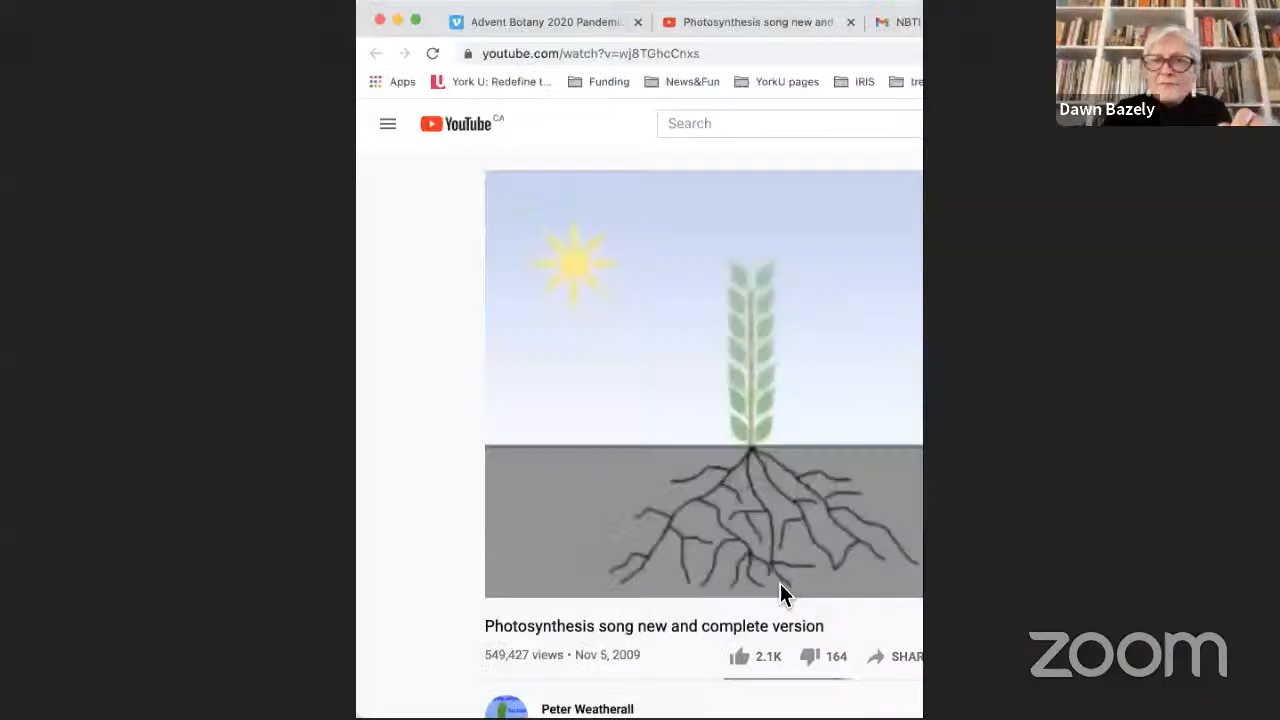 Advent Botany 2020 Pandemi
Photosynthesis song new and
NBTI
youtube.com/watch?v=wj8TGhcCnxs
Apps
York U: Redefine t...
Funding
News&Fun
YorkU pages
IRIS
tre
YouTube CA
Search
Dawn Bazely
Photosynthesis song new and complete version
549,427 views • Nov 5, 2009
2.1K
164
SHAR
Peter Weatherall
zoom